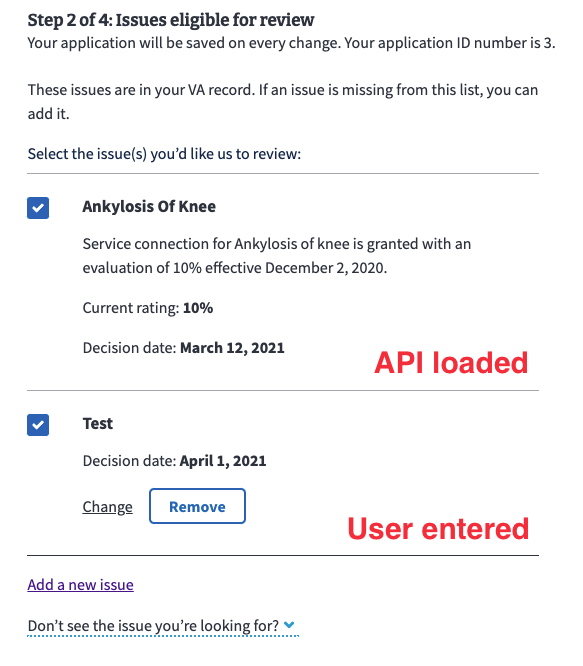 Step 2 of 4: Issues eligible for review
Your application will be saved on every change. Your application ID number is 3.
These issues are in your VA record. If an issue is missing from this list, you can
add it.
Select the issue(s) you’d like us to review:
Ankylosis Of Knee
Service connection for Ankylosis of knee is granted with an
evaluation of 10% effective December 2, 2020.
Current rating: 10%
Decision date: March 12, 2021
API loaded
Test
Decision date: April 1, 2021
Change Remove
User entered
Add a new issue
Don’t see the issue you’re looking for?